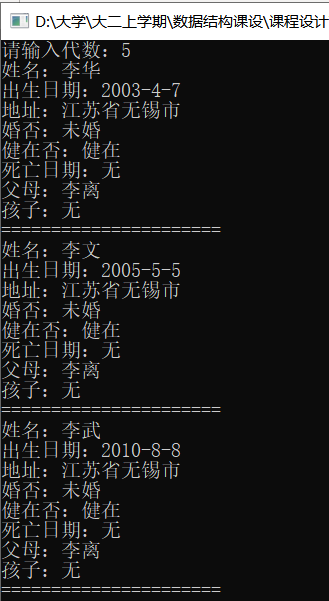 D:\大学\大二上学期\数据结构课设\课程设计
请输入代数：5
姓名：李华
出生日期：2003-4-7
地址：江苏省无锡市
婚否：未婚
健在否：健在
死亡日期：无
父母：李离
孩子：无
======================
姓名：李文
出生日期：2005-5-5
地址：江苏省无锡市
婚否：未婚
健在否：健在
死亡日期：无
父母：李离
孩子：无
======================
姓名：李武
出生日期：2010-8-8
地址：江苏省无锡市
婚否：未婚
健在否：健在
死亡日期：无
父母：李离
孩子：无
======================